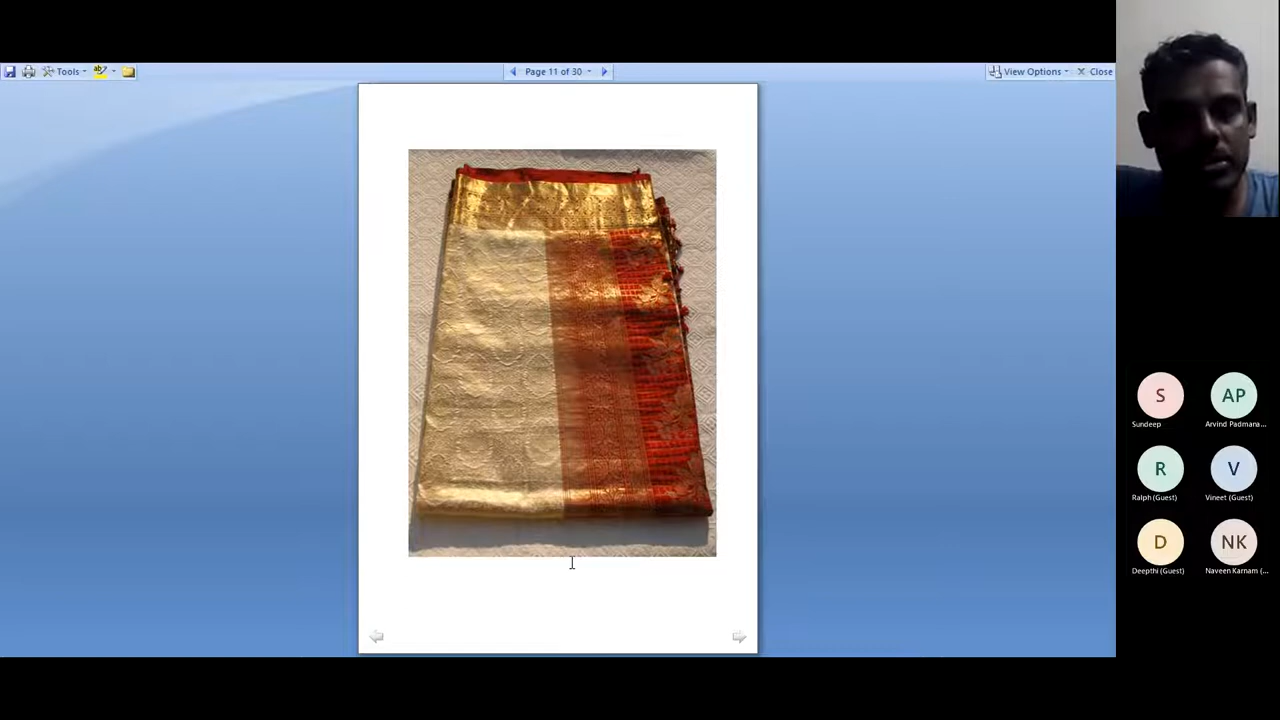 Tools
Page 11 of 30
View Options
Close
S
AP
Sundeep
Arvind Padmana...
R
V
Ralph (Guest)
Vineet (Guest)
D
NK
Deepthi (Guest)
Naveen Karnam (...